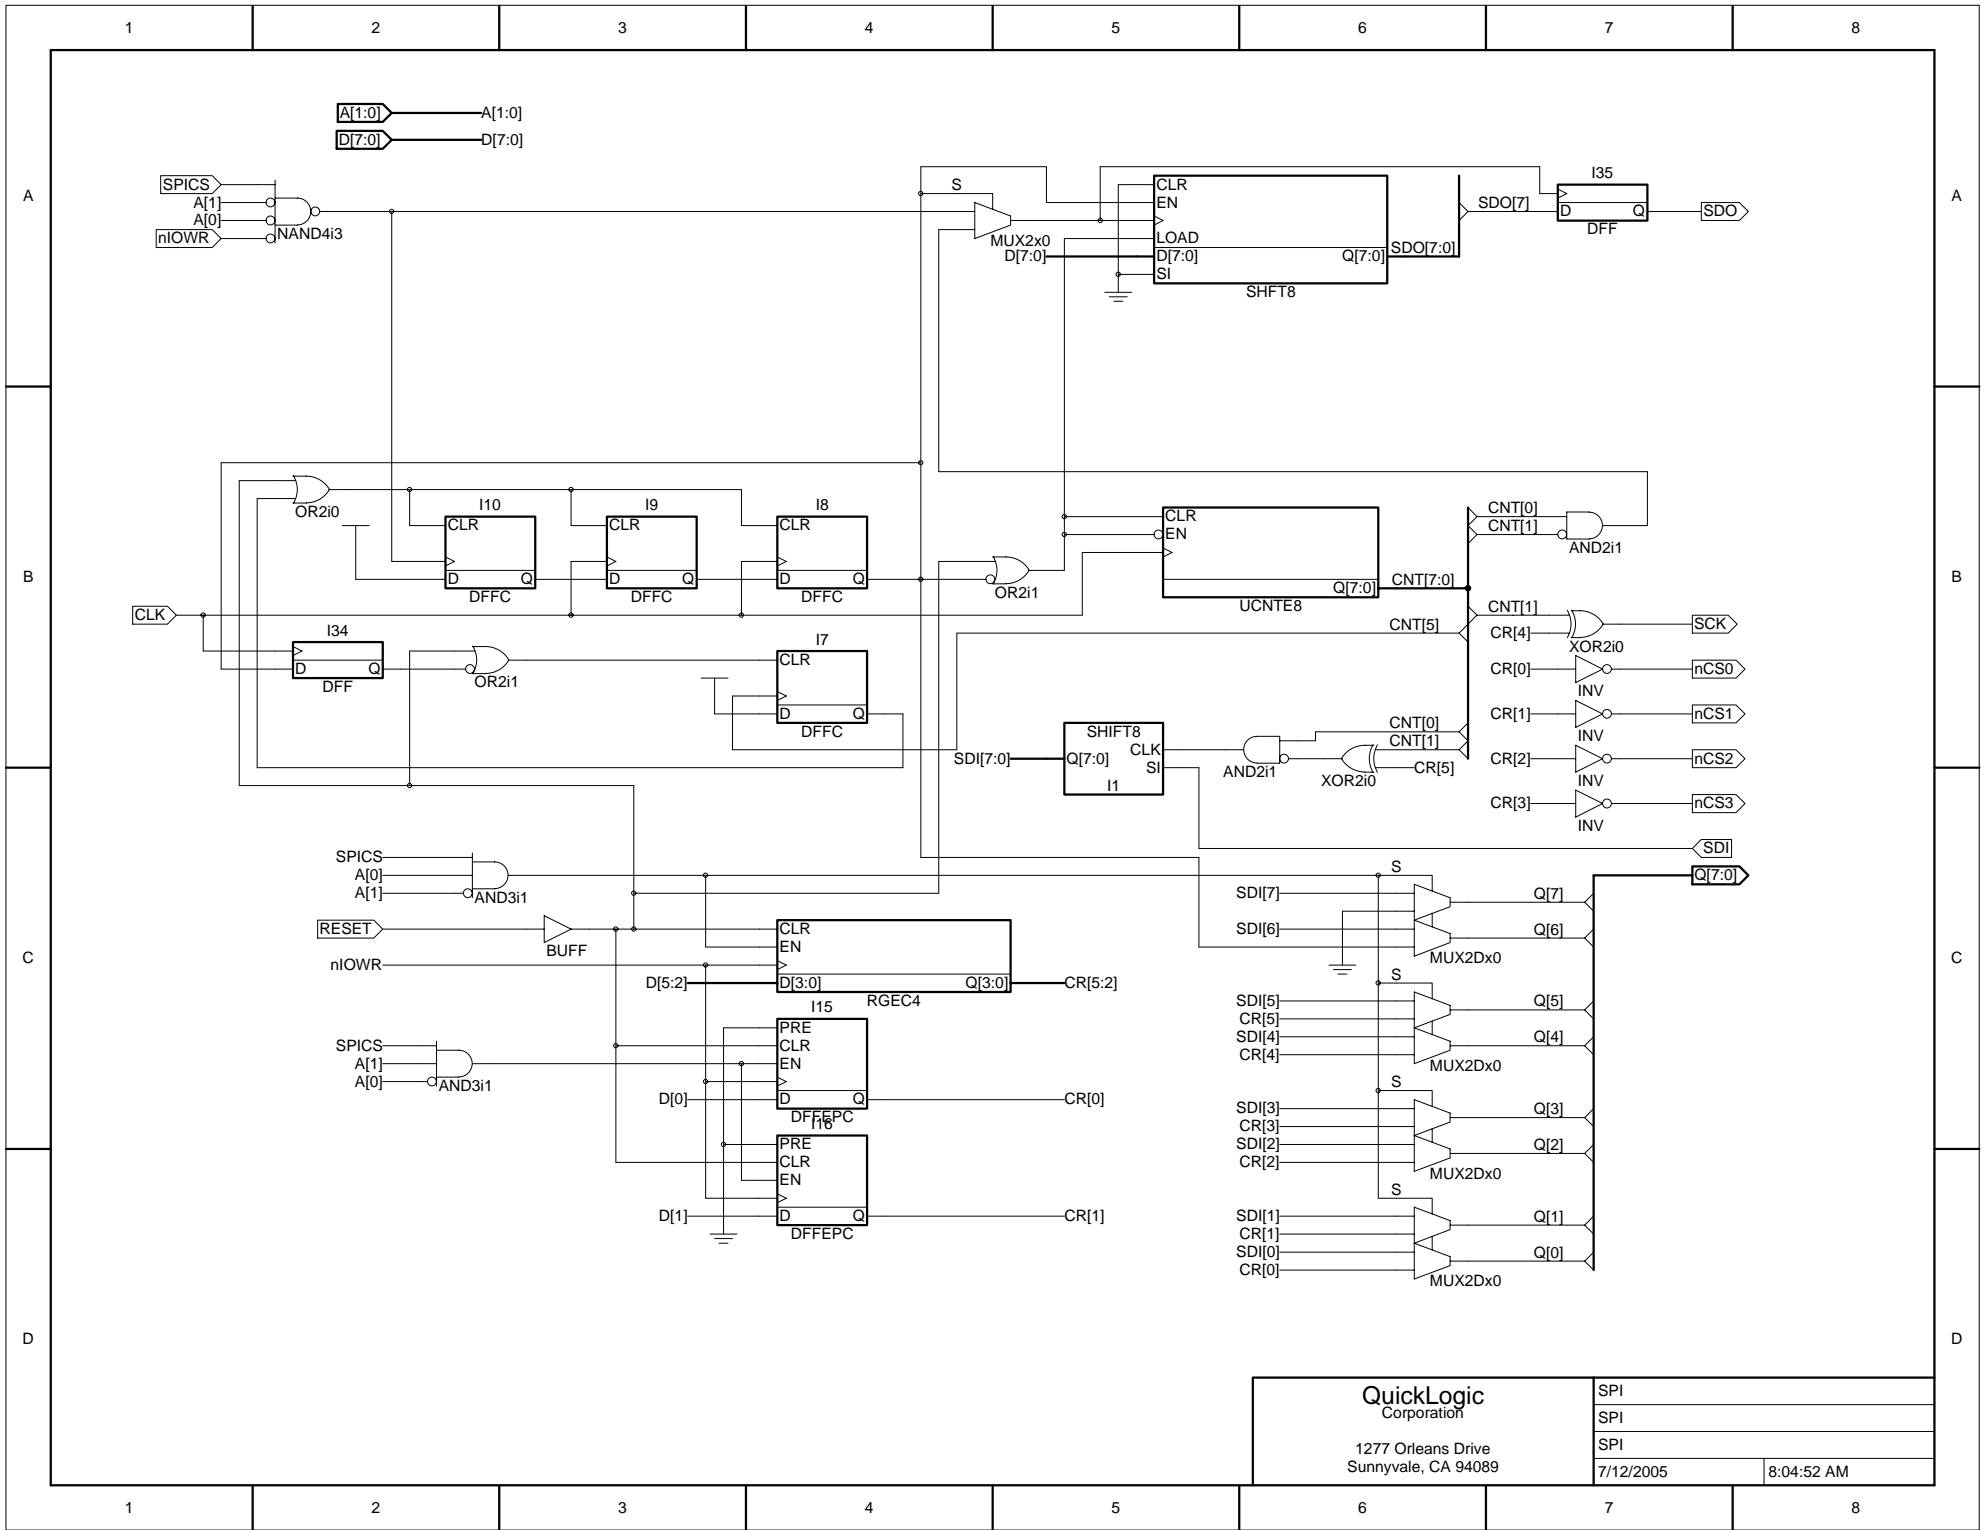 1 2 3 4 5 6 7 8
A[1:0] A[1:0]
D[7:0] D[7:0]
A A
SPICS
A[1]
A[0]
nIOWR
NAND4i3
S
MUX2x0
D[7:0]
CLR
EN
LOAD
D[7:0] Q[7:0]
SI
SHFT8
SDO[7:0]
SDO[7]
I35
D Q
DFF
SDO
B B
OR2i0
I10
CLR
D Q
DFFC
I9
CLR
D Q
DFFC
I8
CLR
D Q
DFFC
OR2i1
CLR
EN
Q[7:0]
UCNTE8
CNT[7:0]
CNT[0]
CNT[1]
AND2i1
CLK
CNT[5]
CNT[1]
CR[4]
XOR2i0
SCK
I34
D Q
DFF
OR2i1
I7
CLR
D Q
DFFC
CR[0] INV nCS0
CR[1] INV nCS1
CR[2] INV nCS2
CR[3] INV nCS3
SDI[7:0]
SHIFT8
CLK
Q[7:0]
SI
I1
AND2i1
XOR2i0
CNT[0]
CNT[1]
CR[5]
SDI
Q[7:0]
C C
SPICS
A[0]
A[1]
AND3i1
RESET
BUFF
nIOWR
D[5:2]
CLR
EN
D[3:0] Q[3:0]
RGEC4
CR[5:2]
SPICS
A[1]
A[0]
AND3i1
I15
PRE
CLR
EN
D[0] D Q CR[0]
DFFEPC
I16
PRE
CLR
EN
D[1] D Q CR[1]
DFFEPC
S
SDI[7] Q[7]
SDI[6] Q[6]
MUX2Dx0
S
SDI[5] Q[5]
CR[5]
SDI[4] Q[4]
CR[4]
MUX2Dx0
S
SDI[3] Q[3]
CR[3]
SDI[2] Q[2]
CR[2]
MUX2Dx0
S
SDI[1] Q[1]
CR[1]
SDI[0] Q[0]
CR[0]
MUX2Dx0
D D
QuickLogic
Corporation
1277 Orleans Drive
Sunnyvale, CA 94089
SPI
SPI
SPI
7/12/2005 8:04:52 AM
1 2 3 4 5 6 7 8